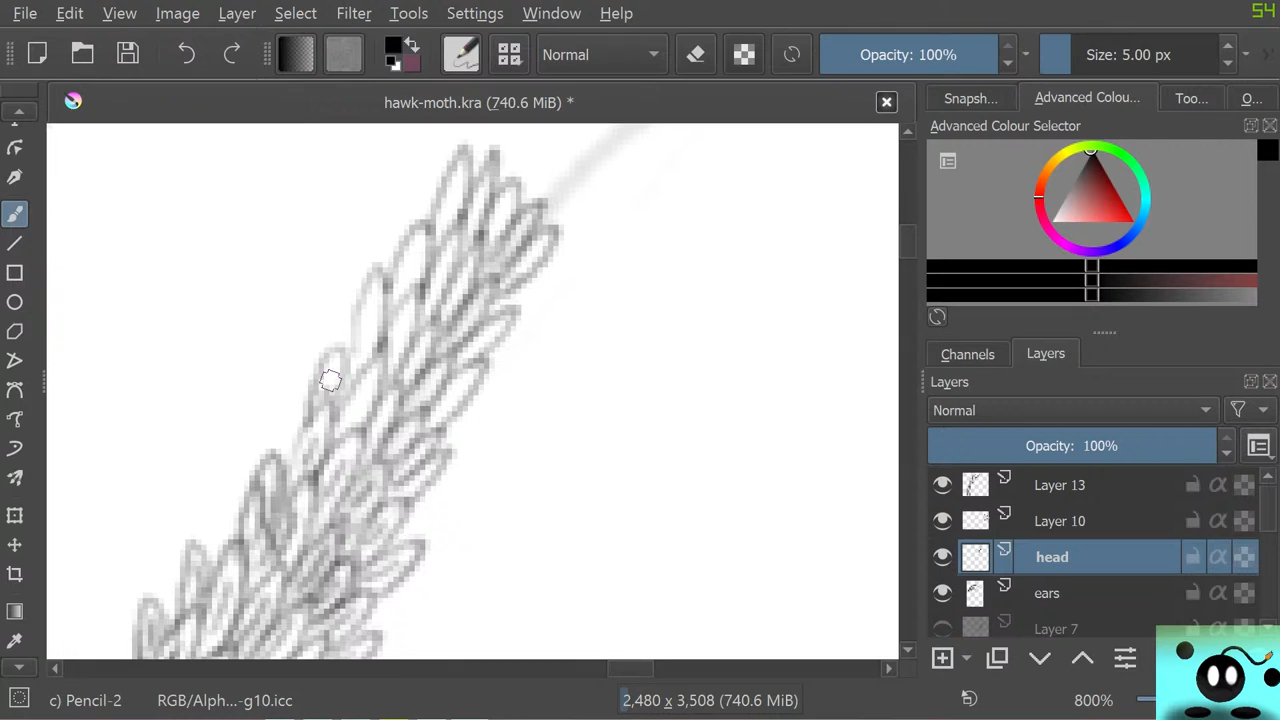 File Edit View Image Layer Select Filter Tools Settings Window Help 54
Normal Opacity: 100% Size: 5.00 px
hawk-moth.kra (740.6 MiB) *
Snapsh... Advanced Colou... Too... O...
Advanced Colour Selector
Channels Layers
Layers
Normal
Opacity: 100%
Layer 13
Layer 10
head
ears
Layer 7
c) Pencil-2 RGB/Alph...-g10.icc 2,480 x 3,508 (740.6 MiB) 800%